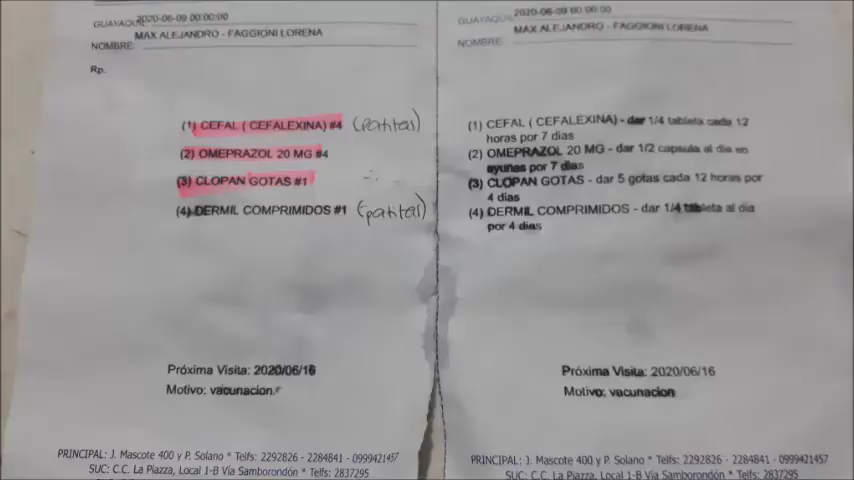 GUAYAQUIL 2020-06-09 00:00:00
NOMBRE MAX ALEJANDRO - FAGGIONI LORENA
Rp.
(1) CEFAL ( CEFALEXINA) #4 (patitas)
(2) OMEPRAZOL 20 MG #4
(3) CLOPAN GOTAS #1
(4) DERMIL COMPRIMIDOS #1 (patitas)
Próxima Visita: 2020/06/16
Motivo: vacunacion
PRINCIPAL: J. Mascote 400 y P. Solano * Telfs: 2292826 - 2284841 - 0999421457
SUC: C.C. La Piazza, Local 1-B Vía Samborondón * Telfs: 2837295
GUAYAQUIL 2020-06-09 00:00:00
NOMBRE MAX ALEJANDRO - FAGGIONI LORENA
(1) CEFAL ( CEFALEXINA) - dar 1/4 tableta cada 12
horas por 7 dias
(2) OMEPRAZOL 20 MG - dar 1/2 capsula al dia en
ayunas por 7 dias
(3) CLOPAN GOTAS - dar 5 gotas cada 12 horas por
4 dias
(4) DERMIL COMPRIMIDOS - dar 1/4 tableta al dia
por 4 dias
Próxima Visita: 2020/06/16
Motivo: vacunacion
PRINCIPAL: J. Mascote 400 y P. Solano * Telfs: 2292826 - 2284841 - 0999421457
SUC: C.C. La Piazza, Local 1-B Vía Samborondón * Telfs: 2837295